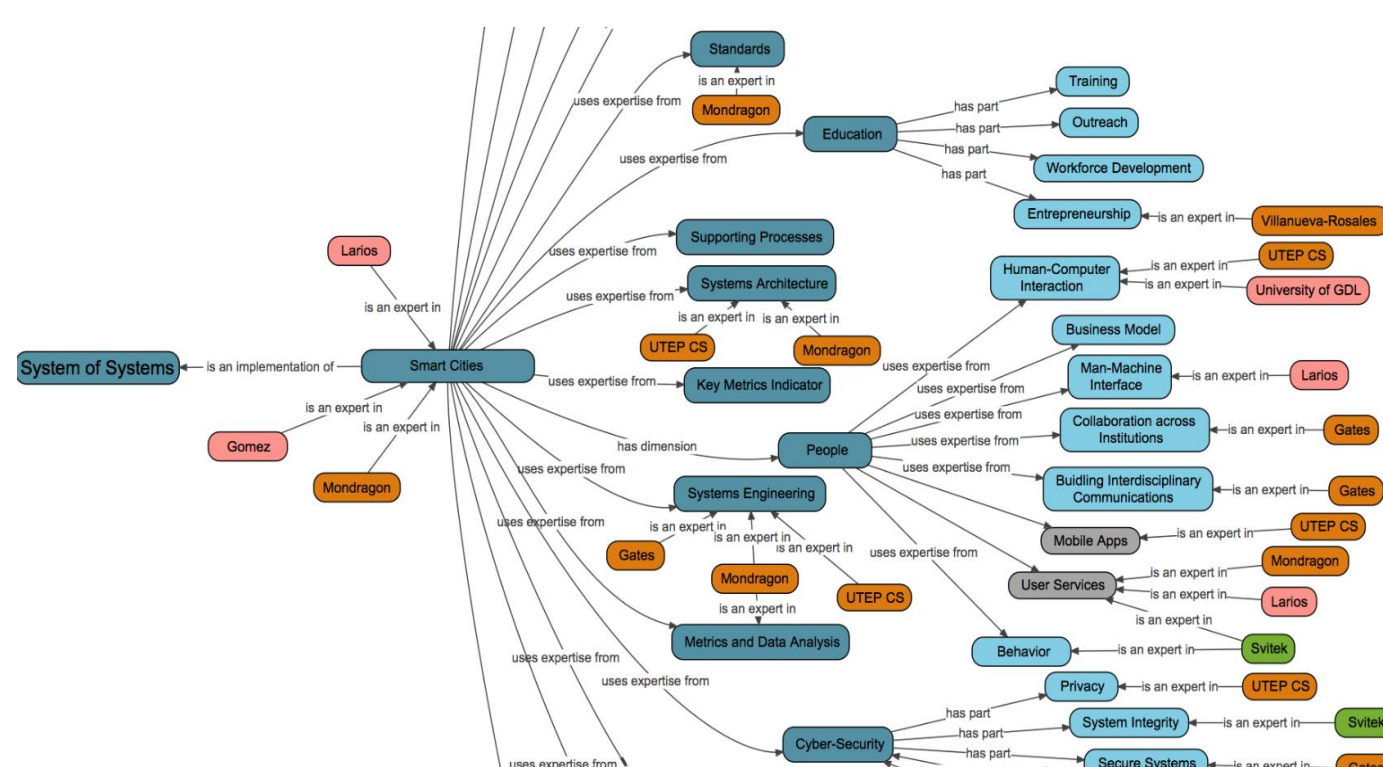 Standards
is an expert in
uses expertise from
Mondragon
Training
has part
Outreach
Education
has part
uses expertise from
has part
Workforce Development
has part
Entrepreneurship
is an expert in
Villanueva-Rosales
Larios
Supporting Processes
uses expertise from
UTEP CS
Human-Computer
Interaction
is an expert in
is an expert in
University of GDL
Systems Architecture
uses expertise from
is an expert in
is an expert in
is an expert in
UTEP CS
Mondragon
Business Model
System of Systems
is an implementation of
Smart Cities
uses expertise from
Man-Machine
Interface
is an expert in
Larios
uses expertise from
Key Metrics Indicator
uses expertise from
is an expert in
uses expertise from
is an expert in
Collaboration across
Institutions
is an expert in
Gates
Gomez
has dimension
People
uses expertise from
uses expertise from
uses expertise from
Mondragon
Systems Engineering
Buidling Interdisciplinary
Communications
is an expert in
Gates
uses expertise from
is an expert in
is an expert in
is an expert in
Gates
Mobile Apps
is an expert in
UTEP CS
uses expertise from
Mondragon
UTEP CS
User Services
is an expert in
Mondragon
is an expert in
Larios
is an expert in
is an expert in
Metrics and Data Analysis
Behavior
is an expert in
Svitek
uses expertise from
uses expertise from
Privacy
is an expert in
UTEP CS
has part
System Integrity
is an expert in
Svitek
has part
Cyber-Security
has part
Secure Systems
is an expert in
Gates
uses expertise from